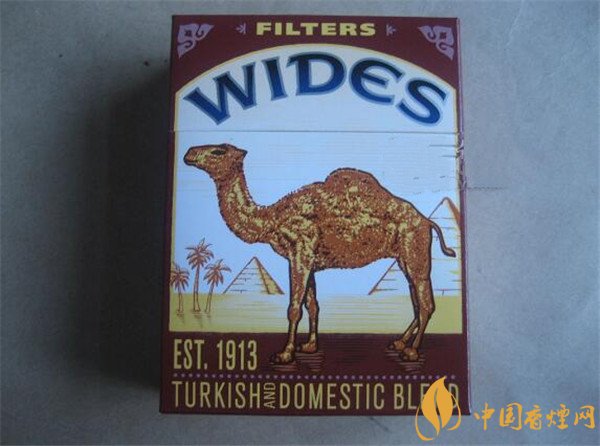 FILTERS
WIDES
EST. 1913
TURKISH AND DOMESTIC BLEND
中国香烟网